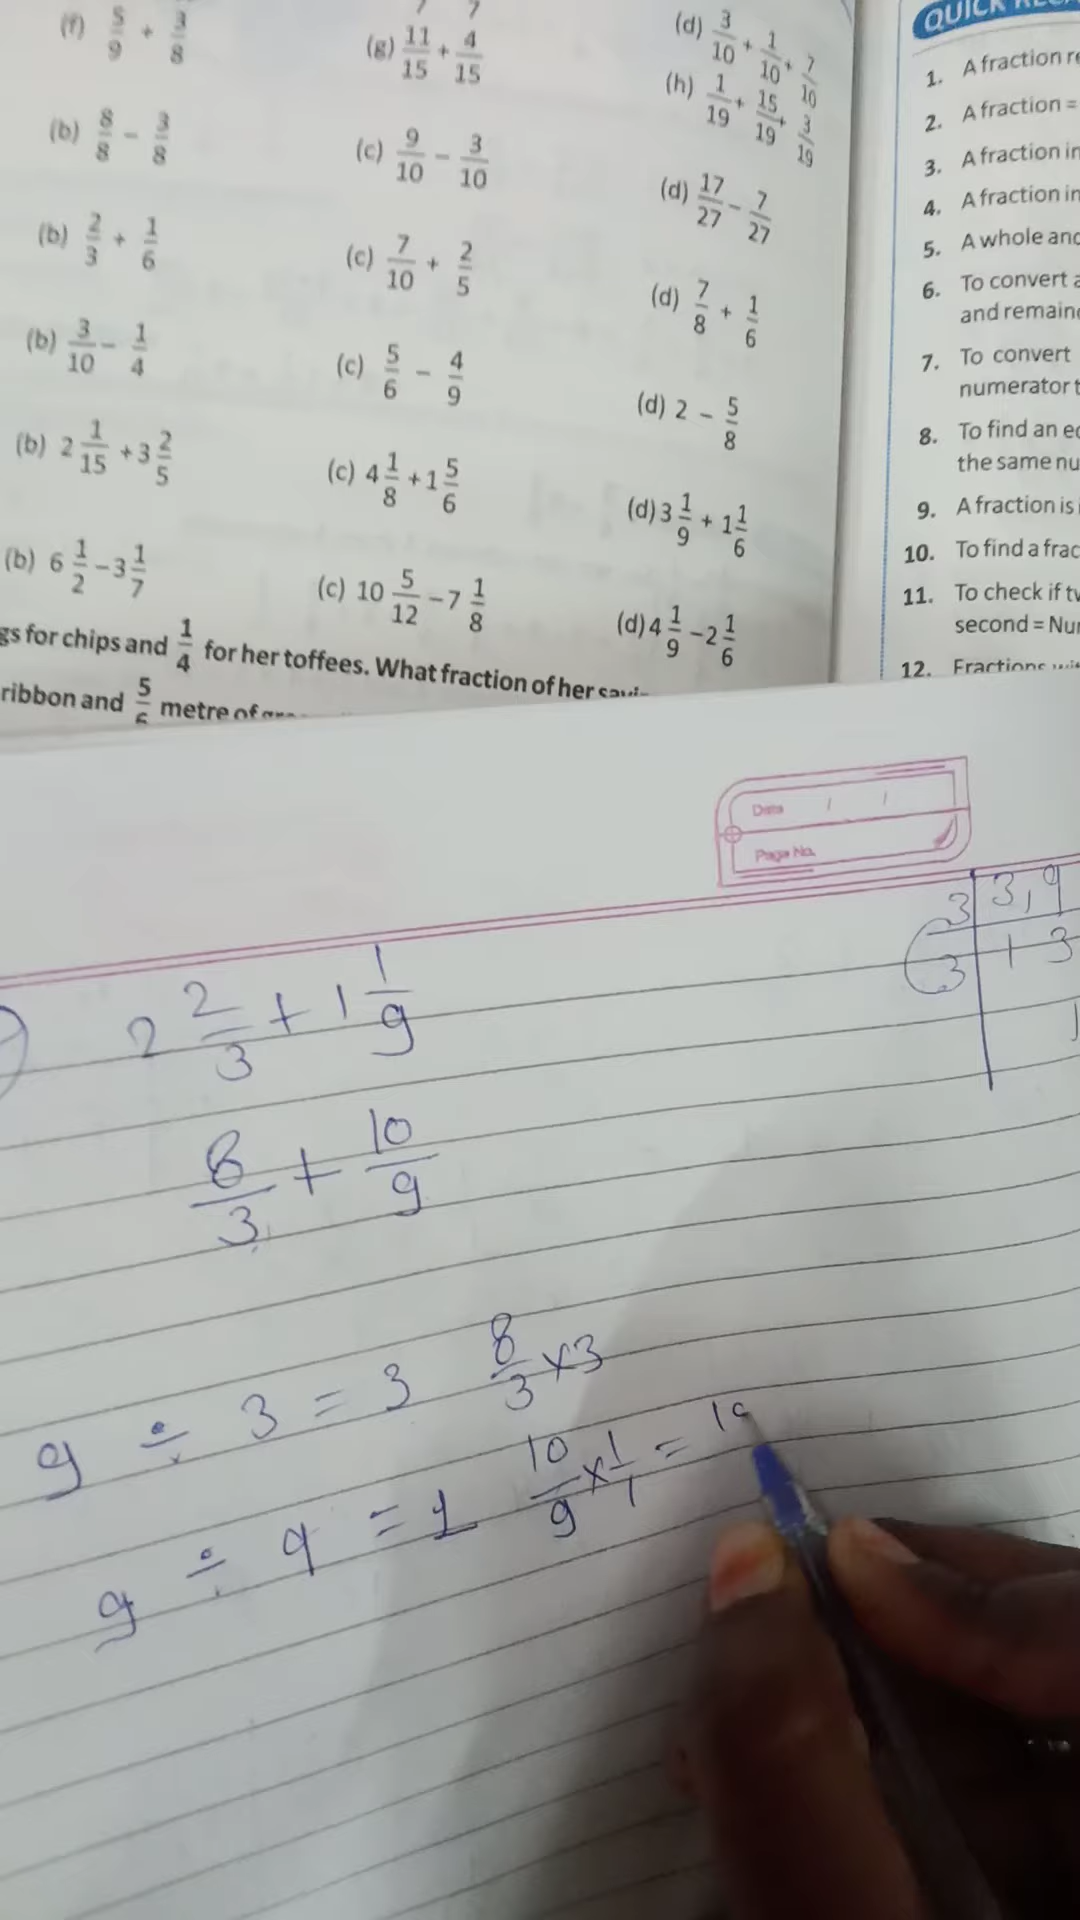 (f) 5/9 + 3/8
(g) 11/15 + 4/15
(d) 3/10 + 1/10 + 7/10
(h) 1/19 + 15/19 + 3/19
(b) 8/8 - 3/8
(c) 9/10 - 3/10
(d) 17/27 - 7/27
(b) 2/3 + 1/6
(c) 7/10 + 2/5
(d) 7/8 + 1/6
(b) 3/10 - 1/4
(c) 5/6 - 4/9
(d) 2 - 5/8
(b) 2 1/15 + 3 2/5
(c) 4 1/8 + 1 5/6
(d) 3 1/9 + 1 1/6
(b) 6 1/2 - 3 1/7
(c) 10 5/12 - 7 1/8
(d) 4 1/9 - 2 1/6
gs for chips and 1/4 for her toffees. What fraction of her
ribbon and 5/6 metre of
QUICK
1. A fraction
2. A fraction =
3. A fraction
4. A fraction
5. A whole
6. To convert
and
7. To convert
numerator
8. To find an
the same
9. A fraction is
10. To find a
11. To check if
second =
12. Fractions
Date / /
Page No.
3 | 3, 9
3 | 1 3
1
2 2/3 + 1 1/9
8/3 + 10/9
9 ÷ 3 = 3 8/3 ×3
9 ÷ 9 = 1 10/9 × 1/1 =